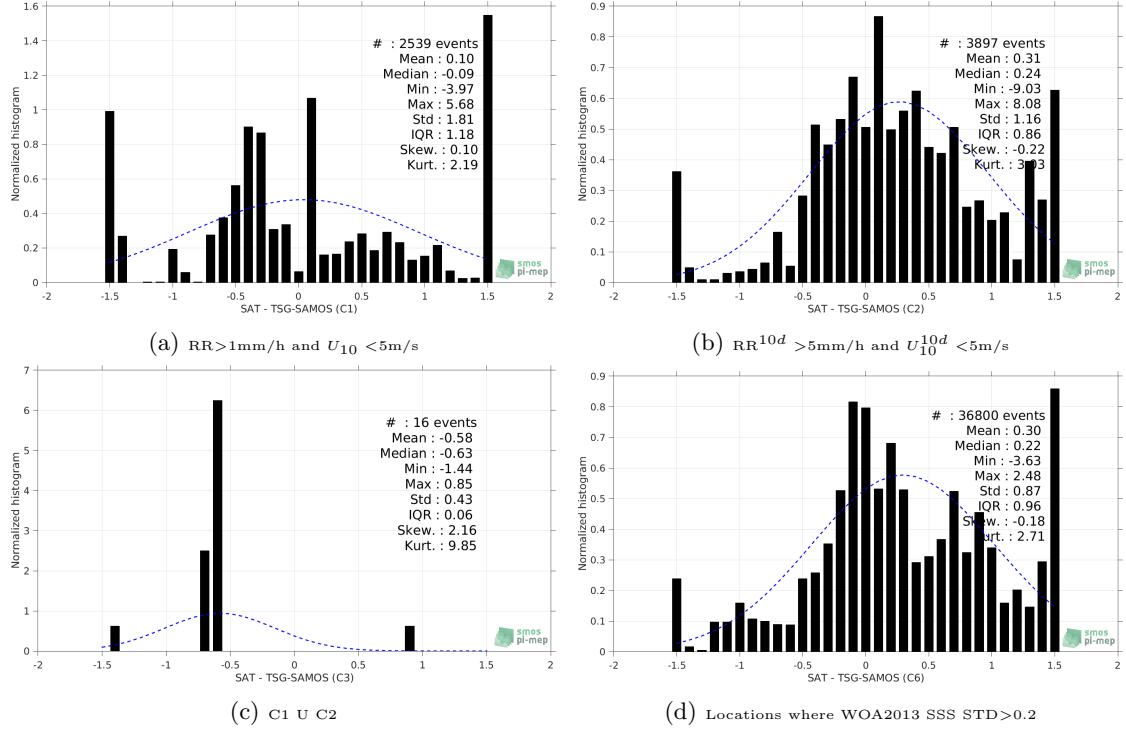 1.6
1.4
1.2
1
0.8
0.6
0.4
0.2
0
-2
-1.5
-1
-0.5
0
0.5
1
1.5
2
Normalized histogram
SAT - TSG-SAMOS (C1)
# : 2539 events
Mean : 0.10
Median : -0.09
Min : -3.97
Max : 5.68
Std : 1.81
IQR : 1.18
Skew. : 0.10
Kurt. : 2.19
smos
pi-mep
(a) RR>1mm/h and U10 <5m/s
0.9
0.8
0.7
0.6
0.5
0.4
0.3
0.2
0.1
0
-2
-1.5
-1
-0.5
0
0.5
1
1.5
2
Normalized histogram
SAT - TSG-SAMOS (C2)
# : 3897 events
Mean : 0.31
Median : 0.24
Min : -9.03
Max : 8.08
Std : 1.16
IQR : 0.86
Skew. : -0.22
Kurt. : 3.03
smos
pi-mep
(b) RR^10d >5mm/h and U10^10d <5m/s
7
6
5
4
3
2
1
0
-2
-1.5
-1
-0.5
0
0.5
1
1.5
2
Normalized histogram
SAT - TSG-SAMOS (C3)
# : 16 events
Mean : -0.58
Median : -0.63
Min : -1.44
Max : 0.85
Std : 0.43
IQR : 0.06
Skew. : 2.16
Kurt. : 9.85
smos
pi-mep
(c) C1 U C2
0.9
0.8
0.7
0.6
0.5
0.4
0.3
0.2
0.1
0
-2
-1.5
-1
-0.5
0
0.5
1
1.5
2
Normalized histogram
SAT - TSG-SAMOS (C6)
# : 36800 events
Mean : 0.30
Median : 0.22
Min : -3.63
Max : 2.48
Std : 0.87
IQR : 0.96
Skew. : -0.18
Kurt. : 2.71
smos
pi-mep
(d) Locations where WOA2013 SSS STD>0.2